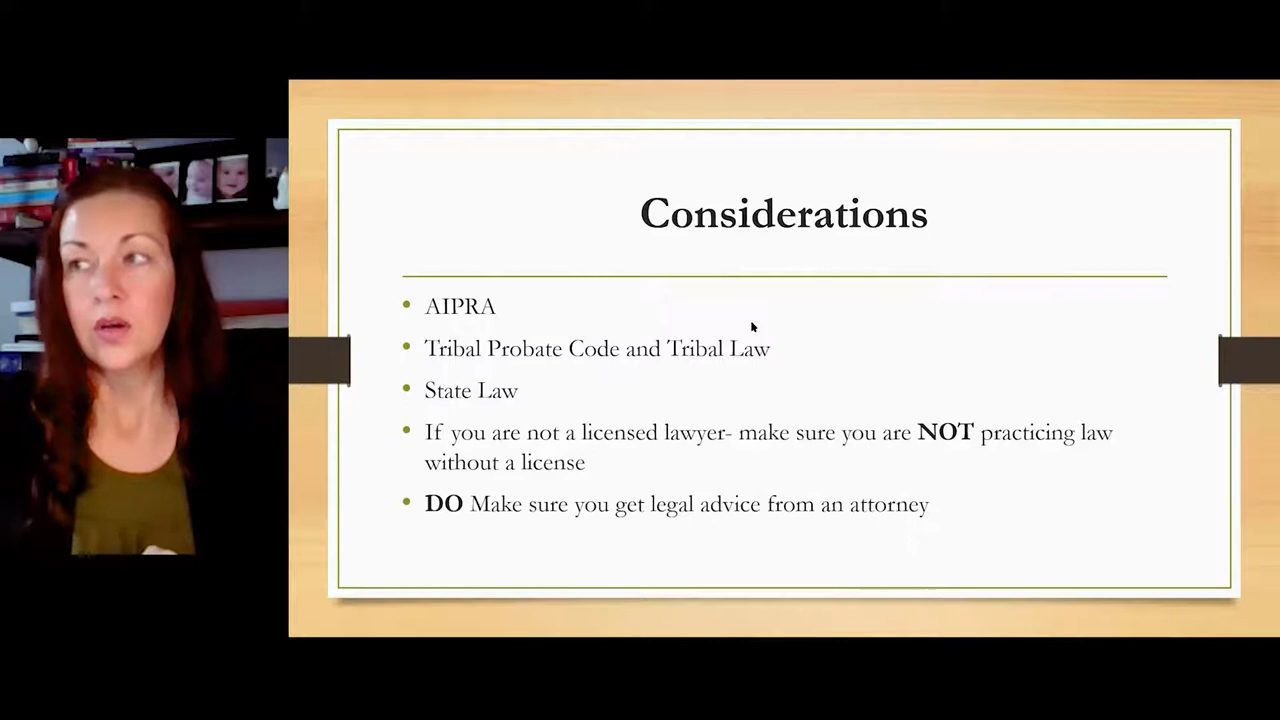 Considerations
AIPRA
Tribal Probate Code and Tribal Law
State Law
If you are not a licensed lawyer- make sure you are NOT practicing law
without a license
DO Make sure you get legal advice from an attorney